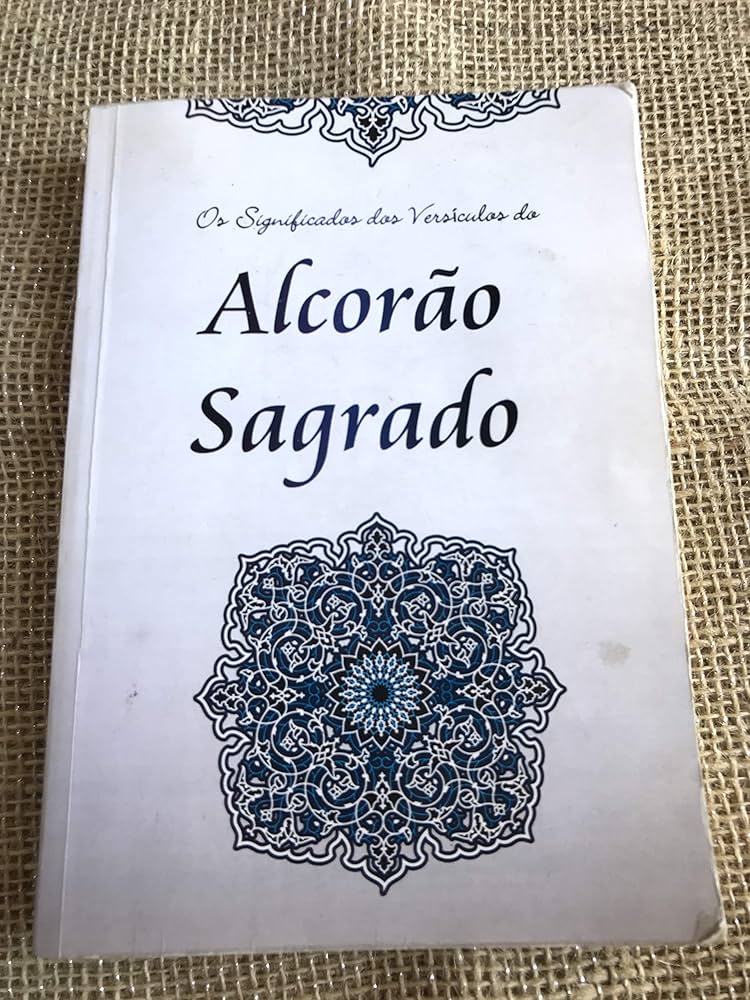 Os Significados dos Versículos do
Alcorão
Sagrado